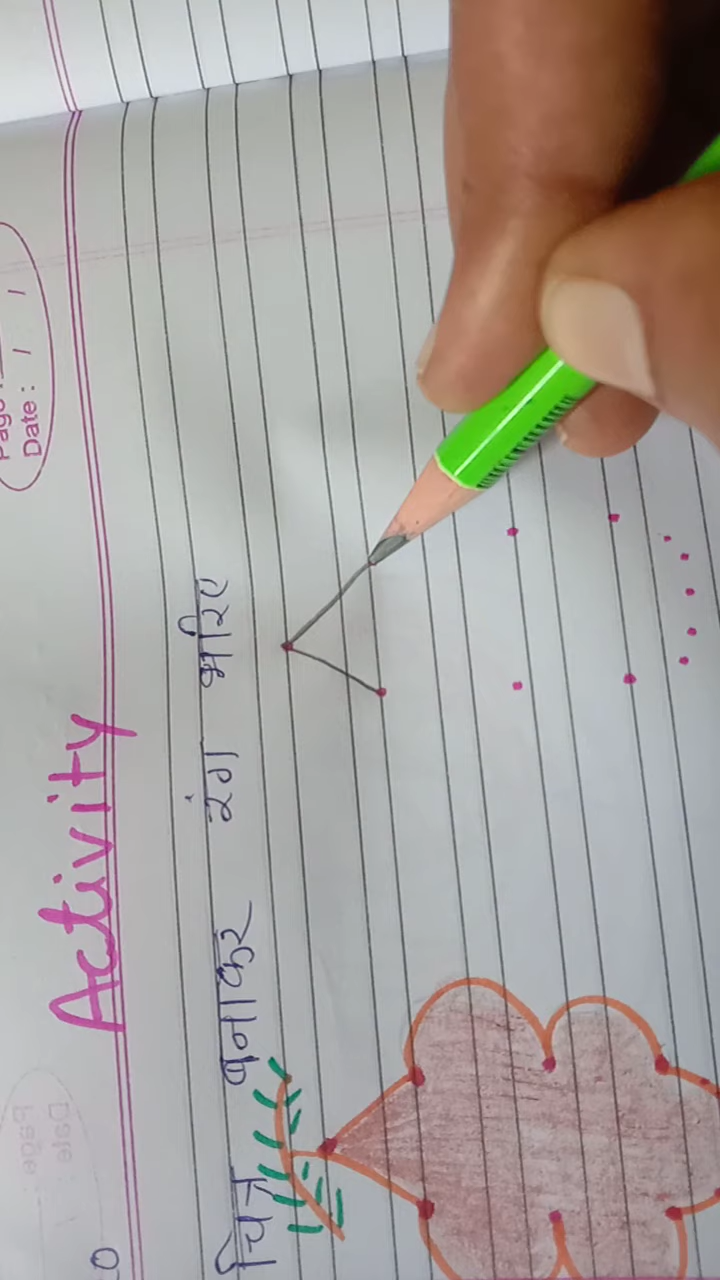 Page :
Date : / /
Activity
चित्र बनाकर रंग भरिए